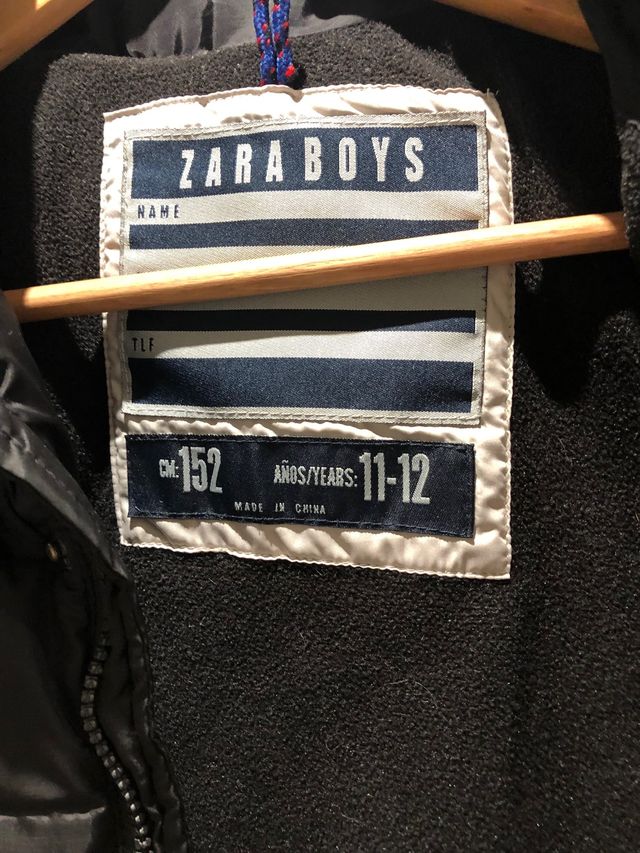 ZARA BOYS
NAME
TLF
CM: 152 AÑOS/YEARS: 11-12
MADE IN CHINA